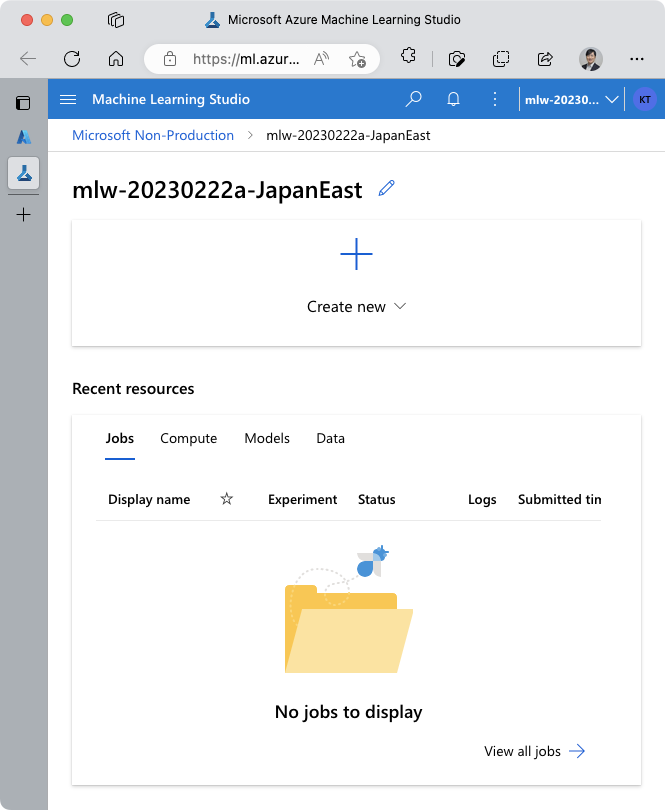 Microsoft Azure Machine Learning Studio
https://ml.azur...
Machine Learning Studio
mlw-20230...
KT
Microsoft Non-Production > mlw-20230222a-JapanEast
mlw-20230222a-JapanEast
Create new
Recent resources
Jobs Compute Models Data
Display name Experiment Status Logs Submitted tim
No jobs to display
View all jobs